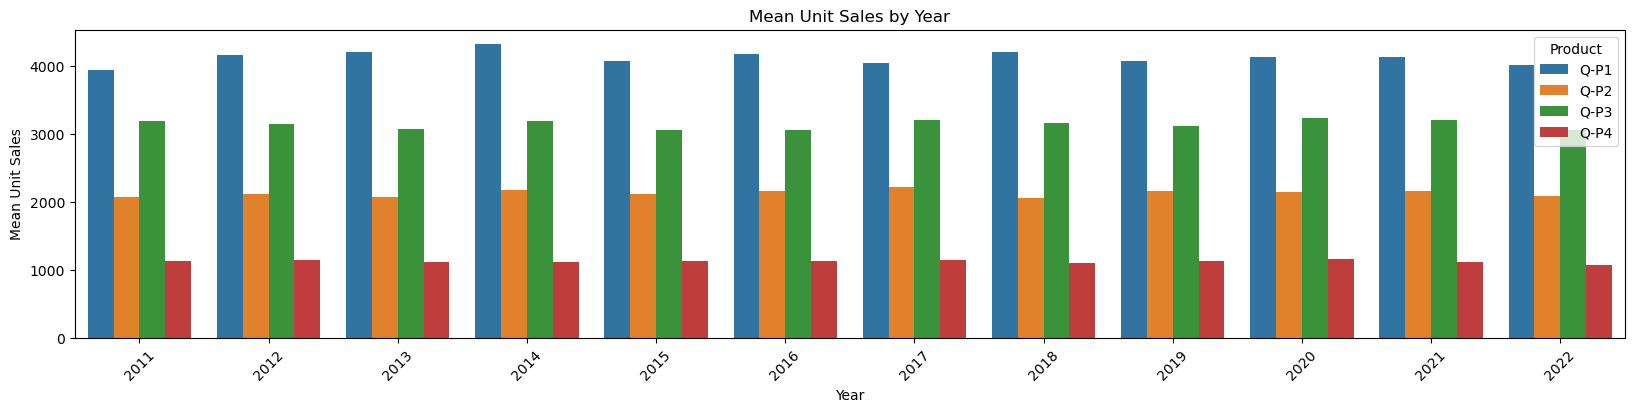 Mean Unit Sales by Year
Mean Unit Sales
4000
3000
2000
1000
0
Product
Q-P1
Q-P2
Q-P3
Q-P4
2011 2012 2013 2014 2015 2016 2017 2018 2019 2020 2021 2022
Year